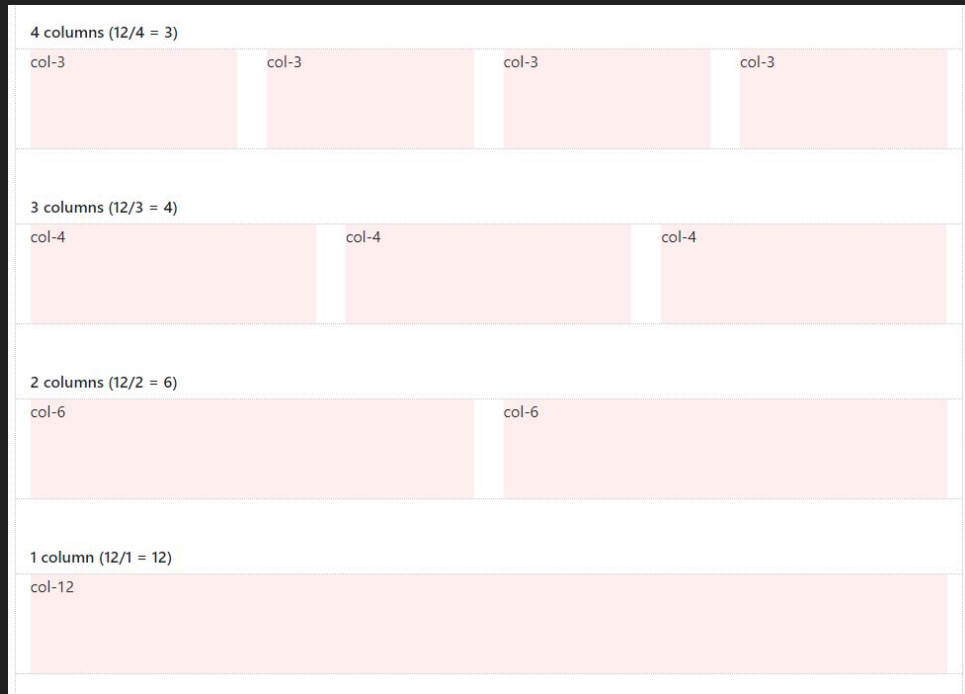 4 columns (12/4 = 3)
col-3 col-3 col-3 col-3
3 columns (12/3 = 4)
col-4 col-4 col-4
2 columns (12/2 = 6)
col-6 col-6
1 column (12/1 = 12)
col-12